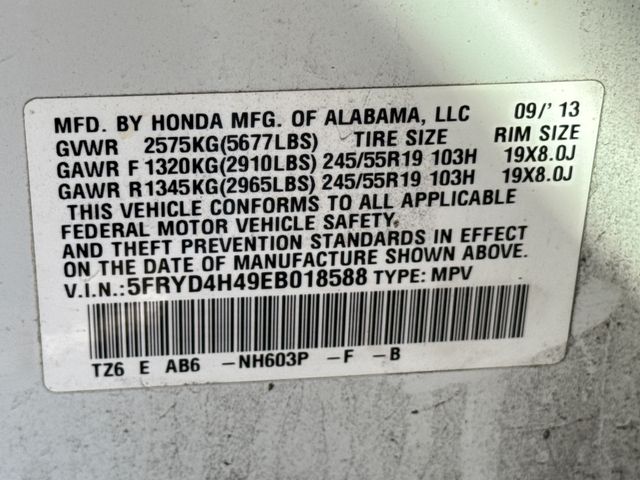 MFD. BY HONDA MFG. OF ALABAMA, LLC 09/'13
GVWR 2575KG(5677LBS) TIRE SIZE RIM SIZE
GAWR F 1320KG(2910LBS) 245/55R19 103H 19X8.0J
GAWR R1345KG(2965LBS) 245/55R19 103H 19X8.0J
THIS VEHICLE CONFORMS TO ALL APPLICABLE
FEDERAL MOTOR VEHICLE SAFETY,
AND THEFT PREVENTION STANDARDS IN EFFECT
ON THE DATE OF MANUFACTURE SHOWN ABOVE.
V.I.N.:5FRYD4H49EB018588 TYPE: MPV
TZ6 E AB6 -NH603P -F -B